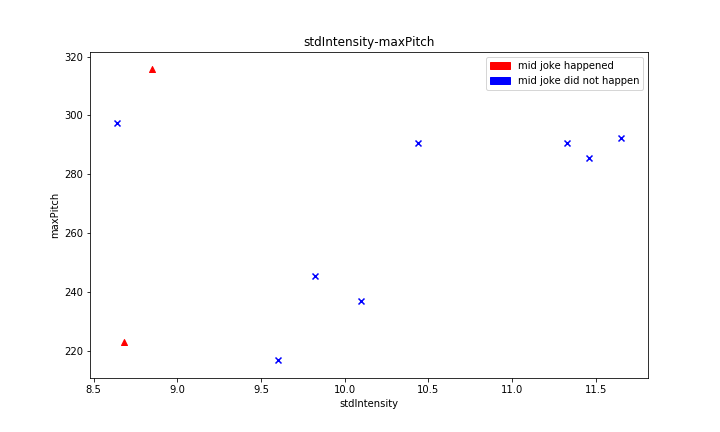 stdIntensity-maxPitch
mid joke happened
mid joke did not happen
maxPitch
320
300
280
260
240
220
8.5 9.0 9.5 10.0 10.5 11.0 11.5
stdIntensity